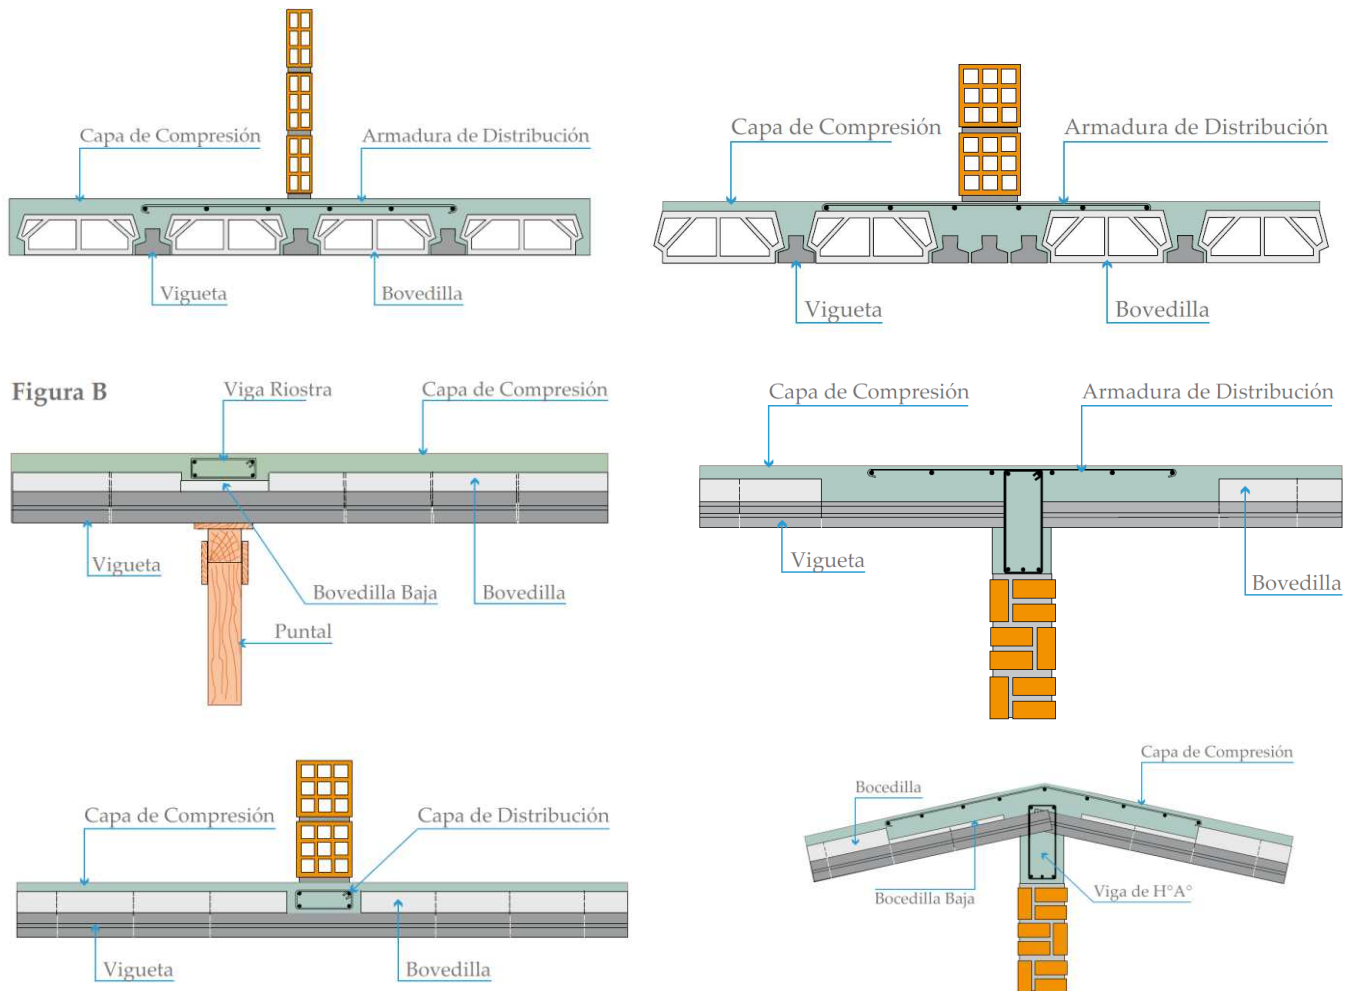 Capa de Compresión
Armadura de Distribución
Vigueta
Bovedilla
Capa de Compresión
Armadura de Distribución
Vigueta
Bovedilla
Figura B
Viga Riostra
Capa de Compresión
Vigueta
Bovedilla Baja
Bovedilla
Puntal
Capa de Compresión
Armadura de Distribución
Vigueta
Bovedilla
Capa de Compresión
Capa de Distribución
Vigueta
Bovedilla
Capa de Compresión
Bocedilla
Bocedilla Baja
Viga de H°A°